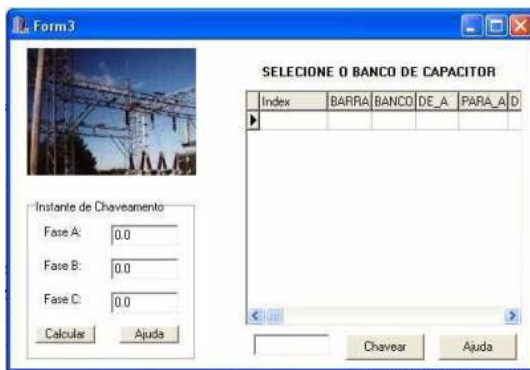 Form3
SELECIONE O BANCO DE CAPACITOR
Index BARRA BANCO DE_A PARA_A D
Instante de Chaveamento
Fase A: 0.0
Fase B: 0.0
Fase C: 0.0
Calcular Ajuda
Chavear Ajuda